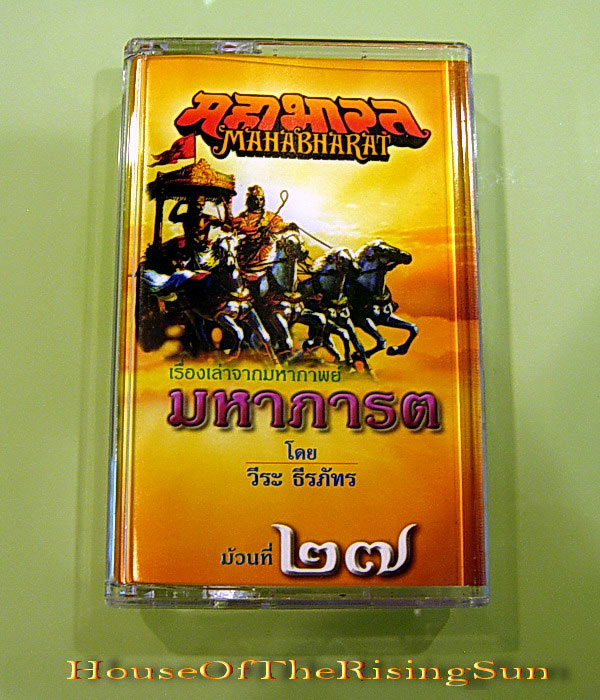 มหาภารต
MAHABHARAT
เรื่องเล่าจากมหากาพย์
มหาภารต
โดย
วีระ ธีรภัทร
ม้วนที่ ๒๗
HouseOfTheRisingSun